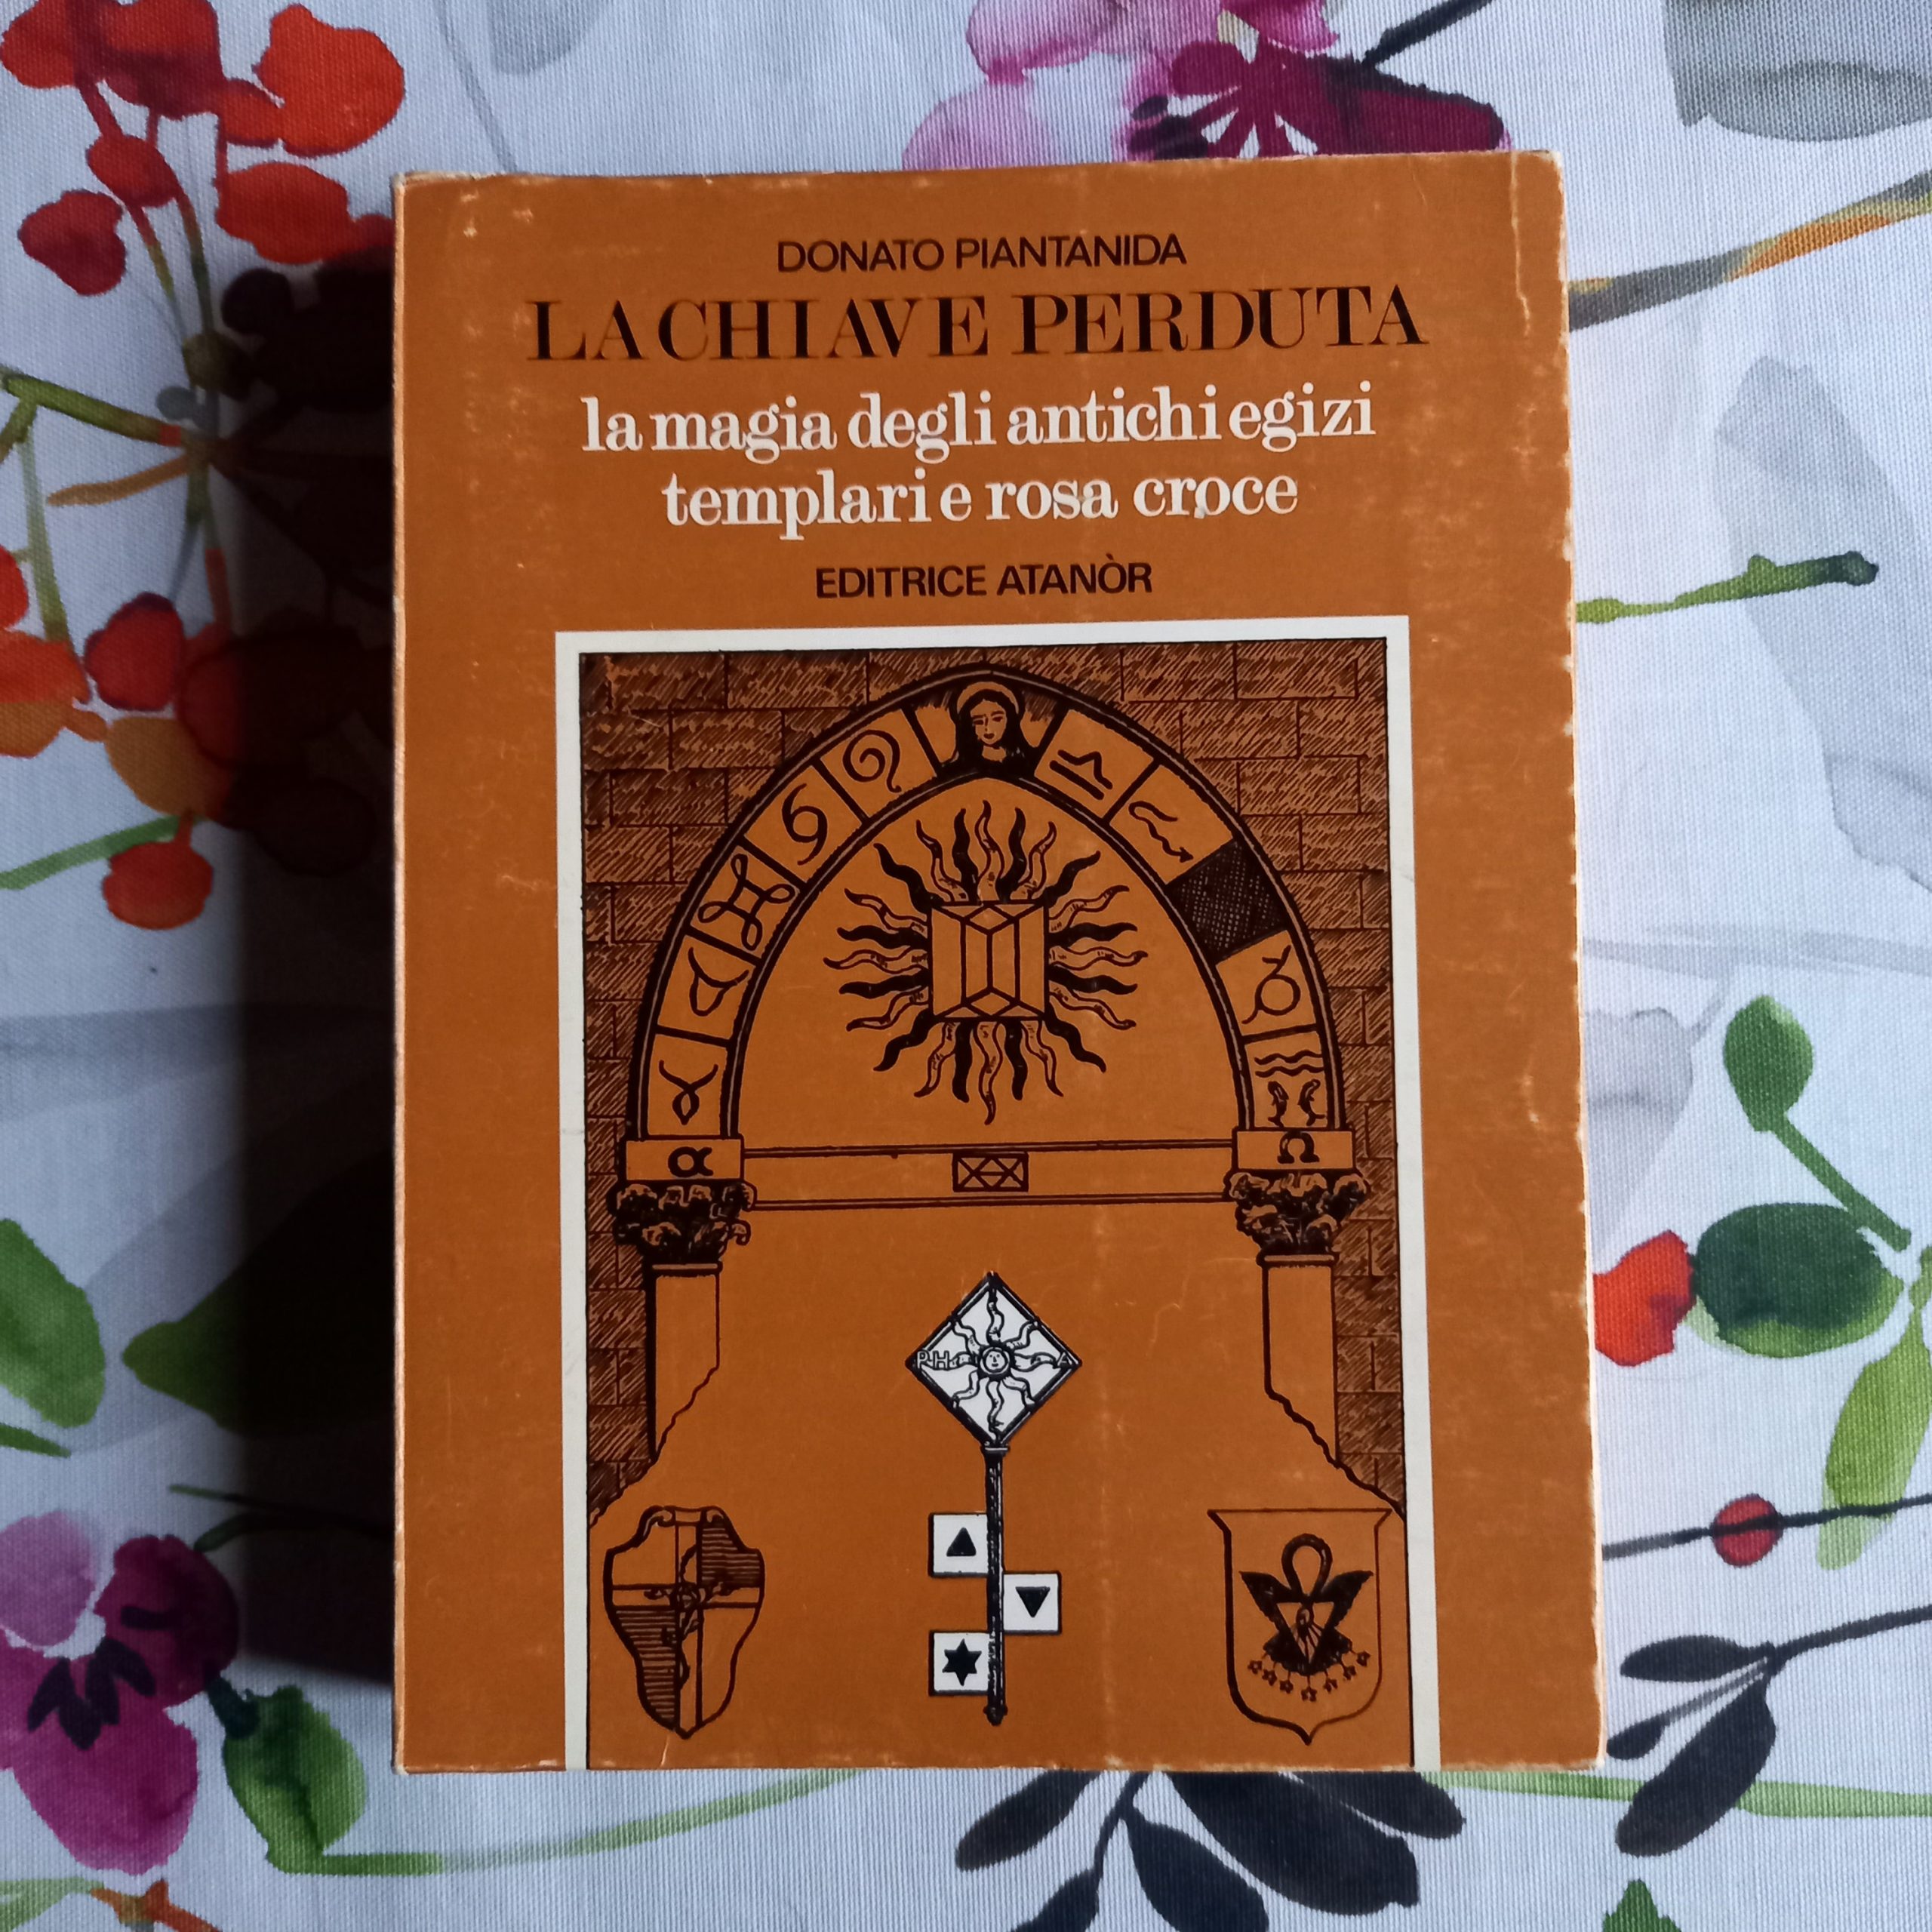 DONATO PIANTANIDA
LA CHIAVE PERDUTA
la magia degli antichi egizi
templari e rosa croce
EDITRICE ATANÒR
α Ω